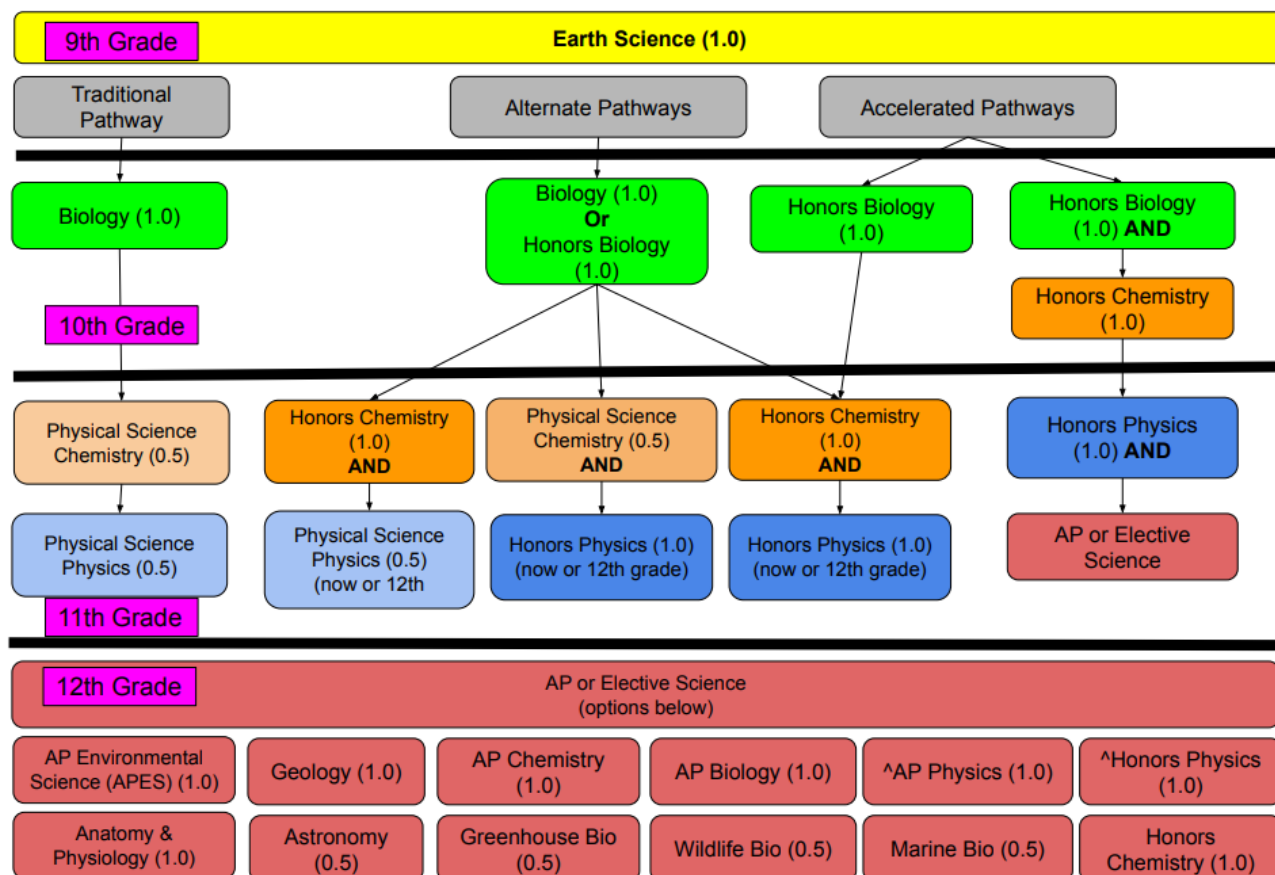 9th Grade
Earth Science (1.0)
Traditional
Pathway
Alternate Pathways
Accelerated Pathways
Biology (1.0)
Biology (1.0)
Or
Honors Biology
(1.0)
Honors Biology
(1.0)
Honors Biology
(1.0) AND
10th Grade
Honors Chemistry
(1.0)
Physical Science
Chemistry (0.5)
Honors Chemistry
(1.0)
AND
Physical Science
Chemistry (0.5)
AND
Honors Chemistry
(1.0)
AND
Honors Physics
(1.0) AND
Physical Science
Physics (0.5)
Physical Science
Physics (0.5)
(now or 12th
Honors Physics (1.0)
(now or 12th grade)
Honors Physics (1.0)
(now or 12th grade)
AP or Elective
Science
11th Grade
12th Grade
AP or Elective Science
(options below)
AP Environmental
Science (APES) (1.0)
Geology (1.0)
AP Chemistry
(1.0)
AP Biology (1.0)
^AP Physics (1.0)
^Honors Physics
(1.0)
Anatomy &
Physiology (1.0)
Astronomy
(0.5)
Greenhouse Bio
(0.5)
Wildlife Bio (0.5)
Marine Bio (0.5)
Honors
Chemistry (1.0)